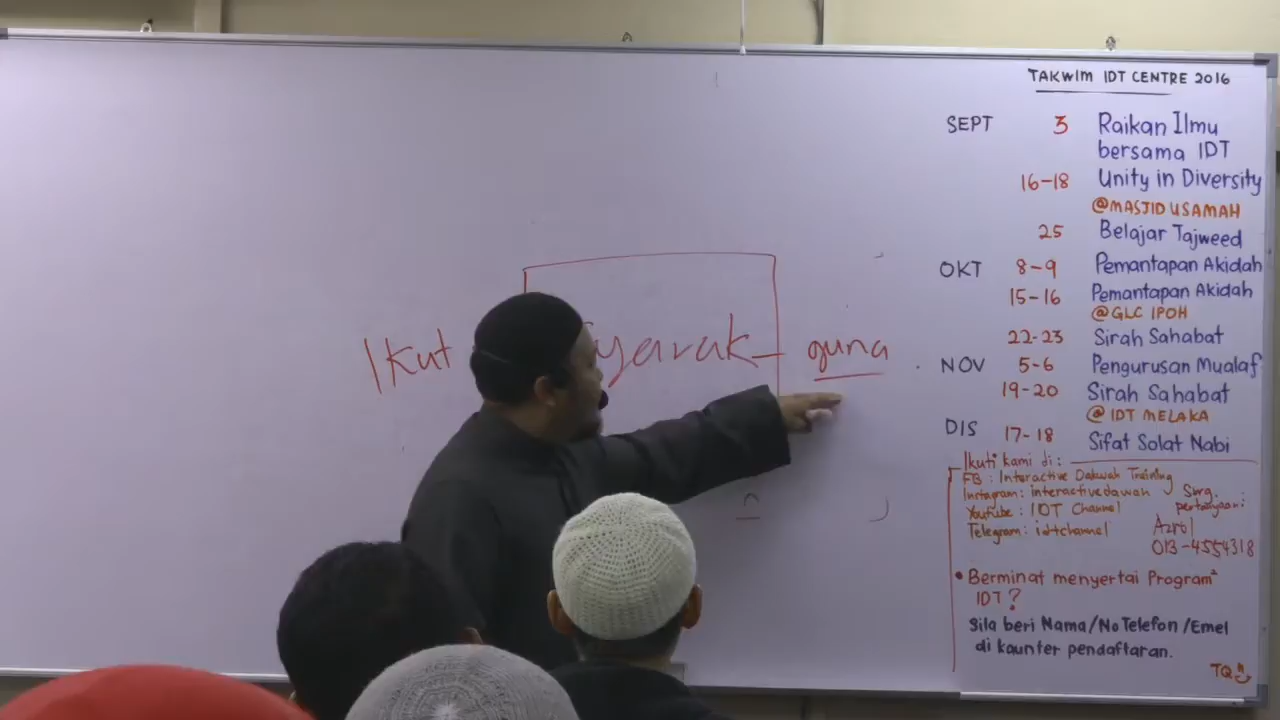 Ikut yarak guna
TAKWIM IDT CENTRE 2016
SEPT 3 Raikan Ilmu
bersama IDT
16-18 Unity in Diversity
@MASJID USAMAH
25 Belajar Tajweed
OKT 8-9 Pemantapan Akidah
15-16 Pemantapan Akidah
@GLC IPOH
22-23 Sirah Sahabat
NOV 5-6 Pengurusan Mualaf
19-20 Sirah Sahabat
@ IDT MELAKA
DIS 17-18 Sifat Solat Nabi
Ikuti kami di:
FB : Interactive Dakwah Training
Instagram : interactivedawah
Youtube : IDT Channel
Telegram : idtchannel
Swg.
pertanyaan:
Azrol
013-4554318
• Berminat menyertai Program²
IDT?
Sila beri Nama/No Telefon/Emel
di kaunter pendaftaran.
TQ